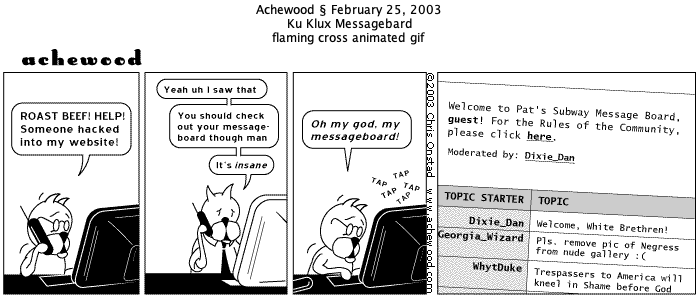 Achewood § February 25, 2003
Ku Klux Messagebard
flaming cross animated gif
achewood
ROAST BEEF! HELP!
Someone hacked
into my website!
Yeah uh I saw that
You should check
out your message-
board though man
It's insane
Oh my god, my
messageboard!
TAP TAP
TAP TAP
TAP
©2003 Chris Onstad www.achewood.com
Welcome to Pat's Subway Message Board,
guest! For the Rules of the Community,
please click here.
Moderated by: Dixie_Dan
TOPIC STARTER TOPIC
Dixie_Dan Welcome, White Brethren!
Georgia_Wizard Pls. remove pic of Negress
from nude gallery :(
WhytDuke Trespassers to America will
kneel in Shame before God